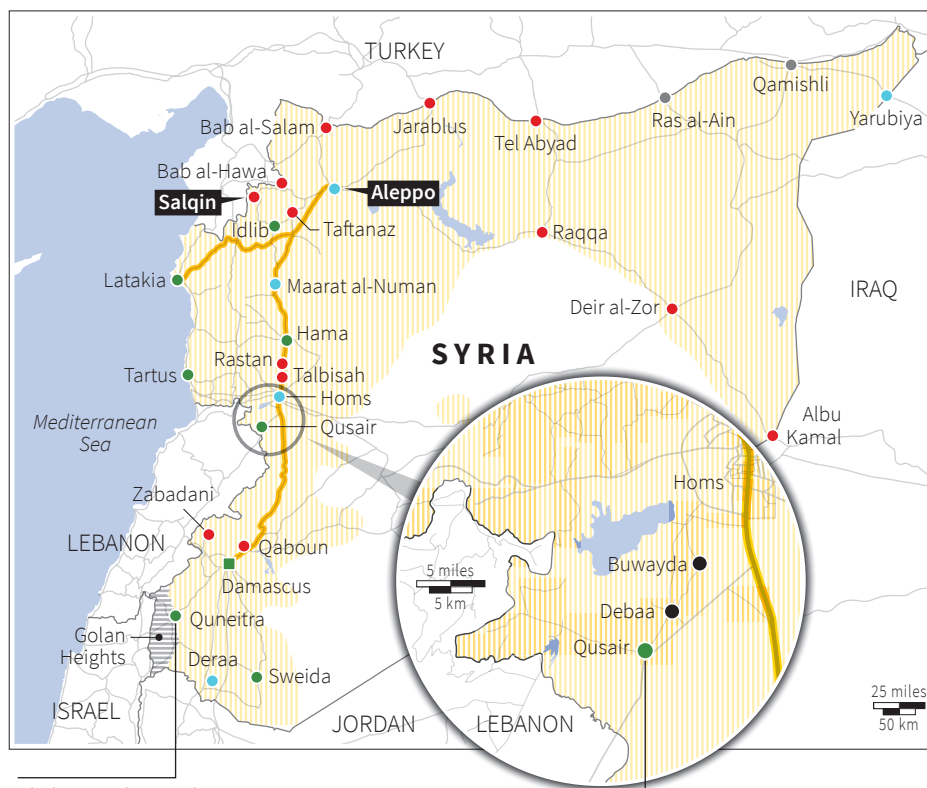 TURKEY
Qamishli
Bab al-Salam
Jarablus
Tel Abyad
Ras al-Ain
Yarubiya
Bab al-Hawa
Salqin
Aleppo
Idlib
Taftanaz
Raqqa
Latakia
Maarat al-Numan
IRAQ
Deir al-Zor
Hama
SYRIA
Rastan
Talbisah
Tartus
Homs
Mediterranean
Sea
Qusair
Albu
Kamal
Homs
Zabadani
LEBANON
Qaboun
Buwayda
5 miles
5 km
Damascus
Debaa
Quneitra
Golan
Heights
Qusair
Deraa
Sweida
25 miles
50 km
ISRAEL
JORDAN
LEBANON